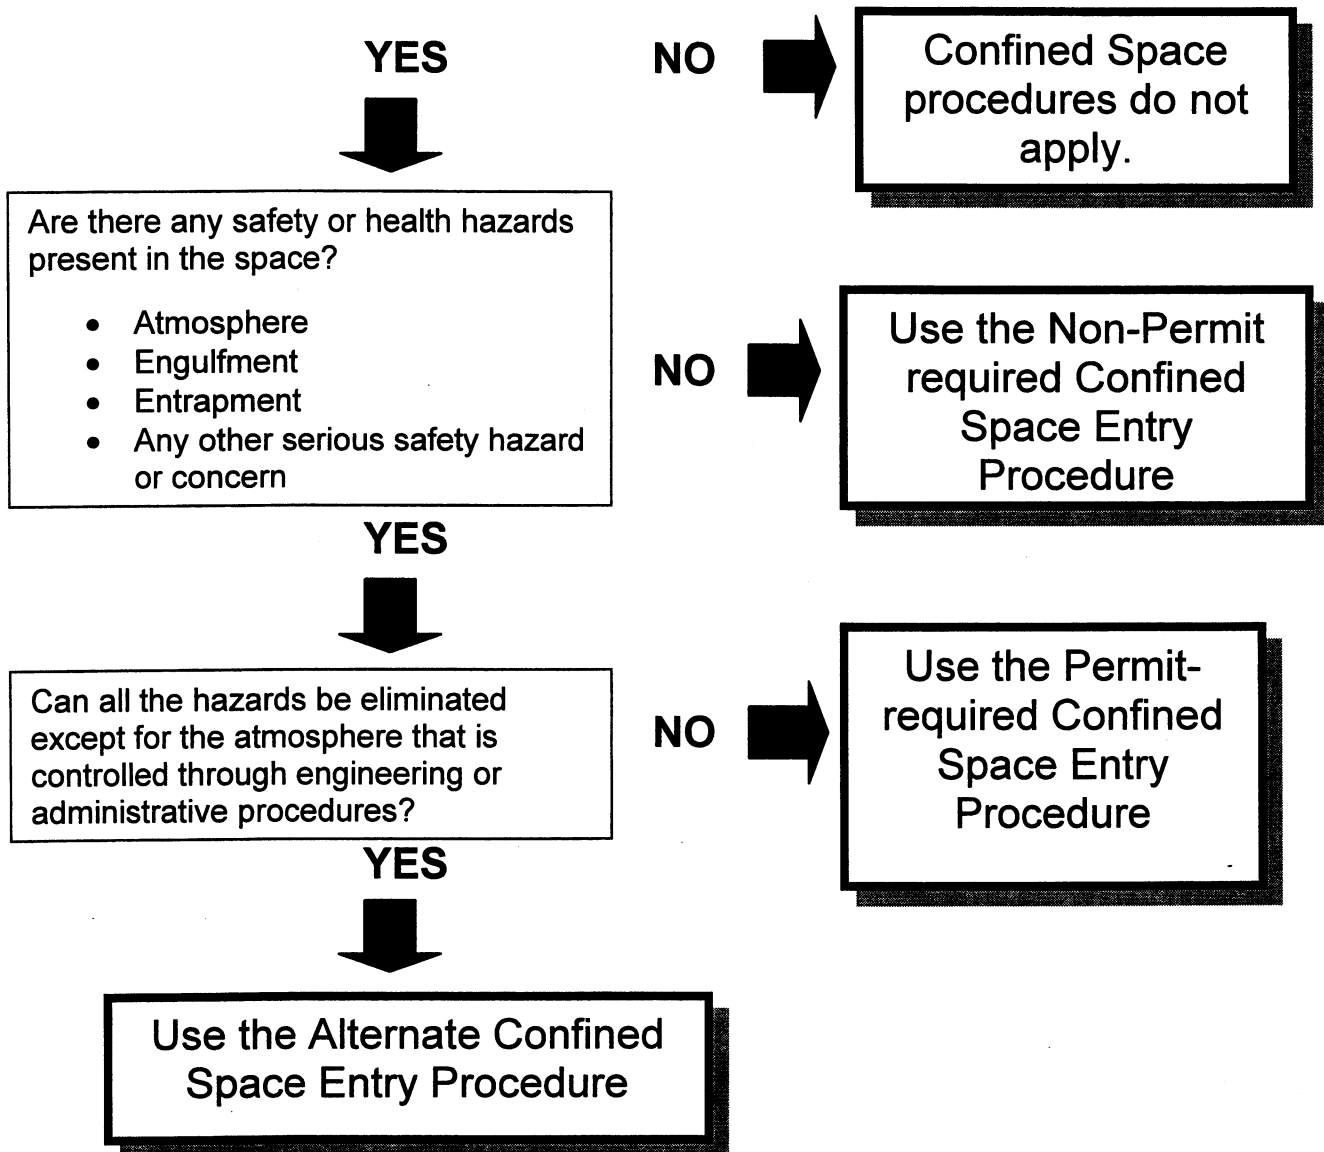 YES
NO
Confined Space
procedures do not
apply.
Are there any safety or health hazards
present in the space?
• Atmosphere
• Engulfment
• Entrapment
• Any other serious safety hazard
or concern
NO
Use the Non-Permit
required Confined
Space Entry
Procedure
YES
Can all the hazards be eliminated
except for the atmosphere that is
controlled through engineering or
administrative procedures?
NO
Use the Permit-
required Confined
Space Entry
Procedure
YES
Use the Alternate Confined
Space Entry Procedure